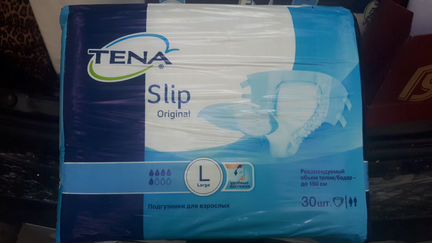 TENA
Slip
Original
L
Large
Рекомендуемый
объем талии/бедер -
до 150 см
Подгузники для взрослых
30 шт.